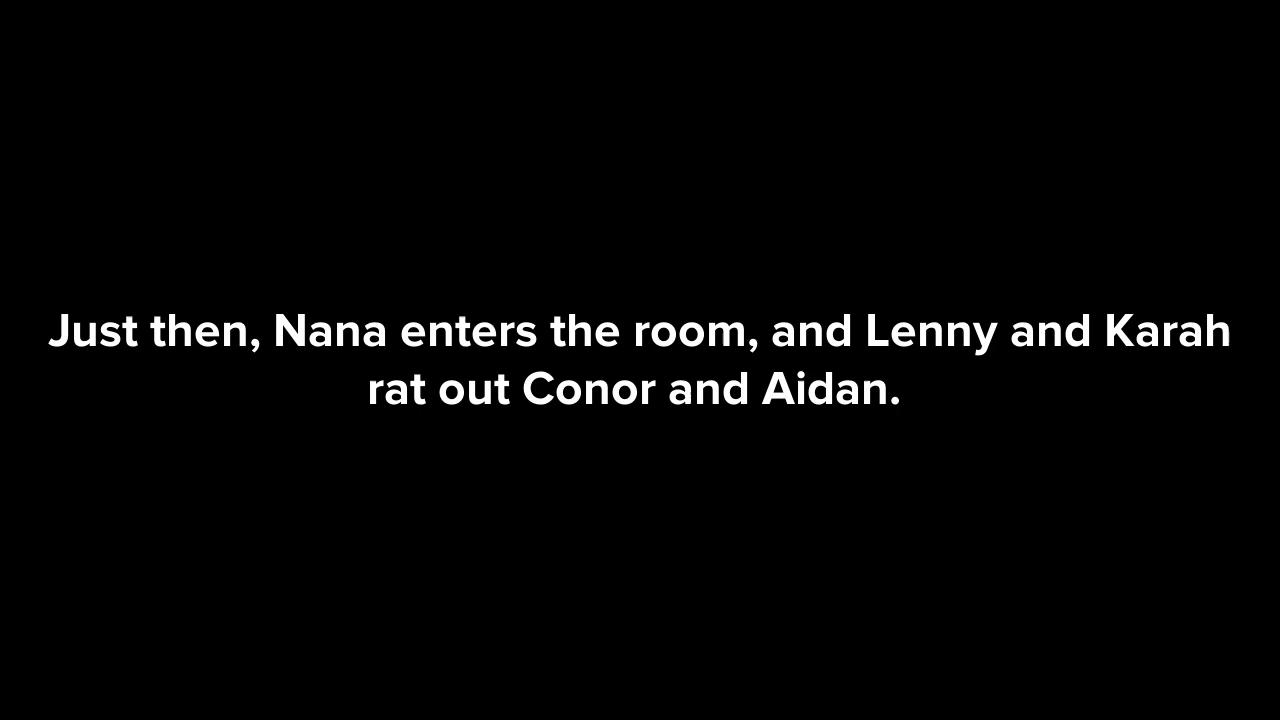 Just then, Nana enters the room, and Lenny and Karah
rat out Conor and Aidan.